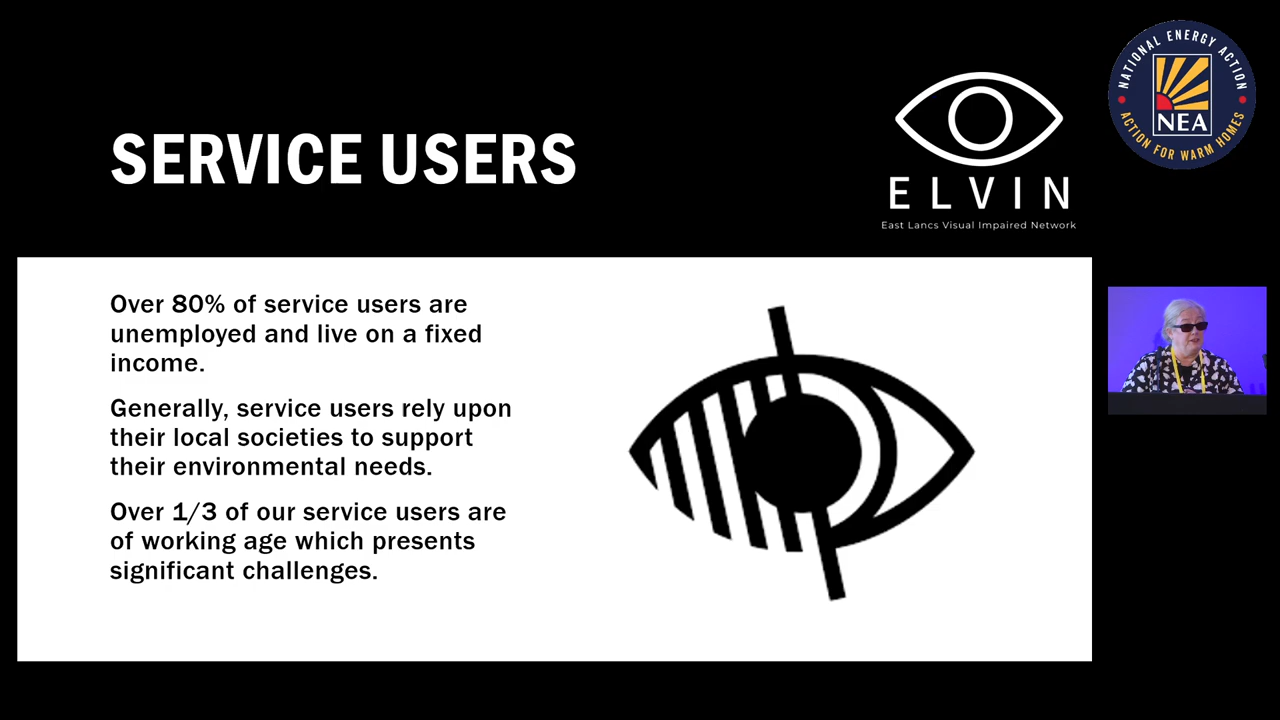 SERVICE USERS
ELVIN
East Lancs Visual Impaired Network
NATIONAL ENERGY ACTION
NEA
ACTION FOR WARM HOMES
Over 80% of service users are
unemployed and live on a fixed
income.
Generally, service users rely upon
their local societies to support
their environmental needs.
Over 1/3 of our service users are
of working age which presents
significant challenges.